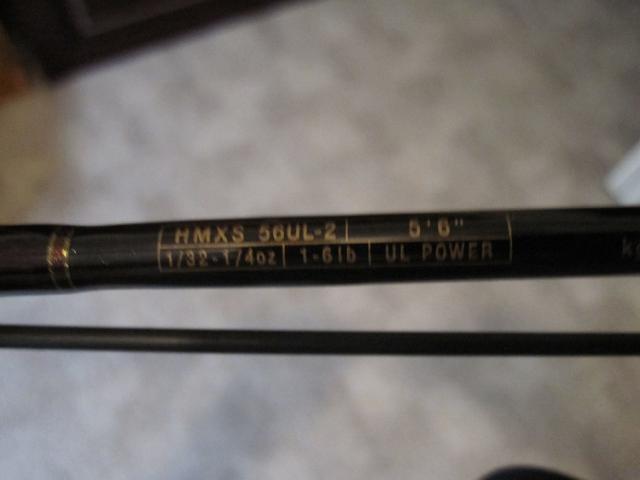 HMXS 56UL-2 5'6"
1/32-1/4oz 1-6lb UL POWER